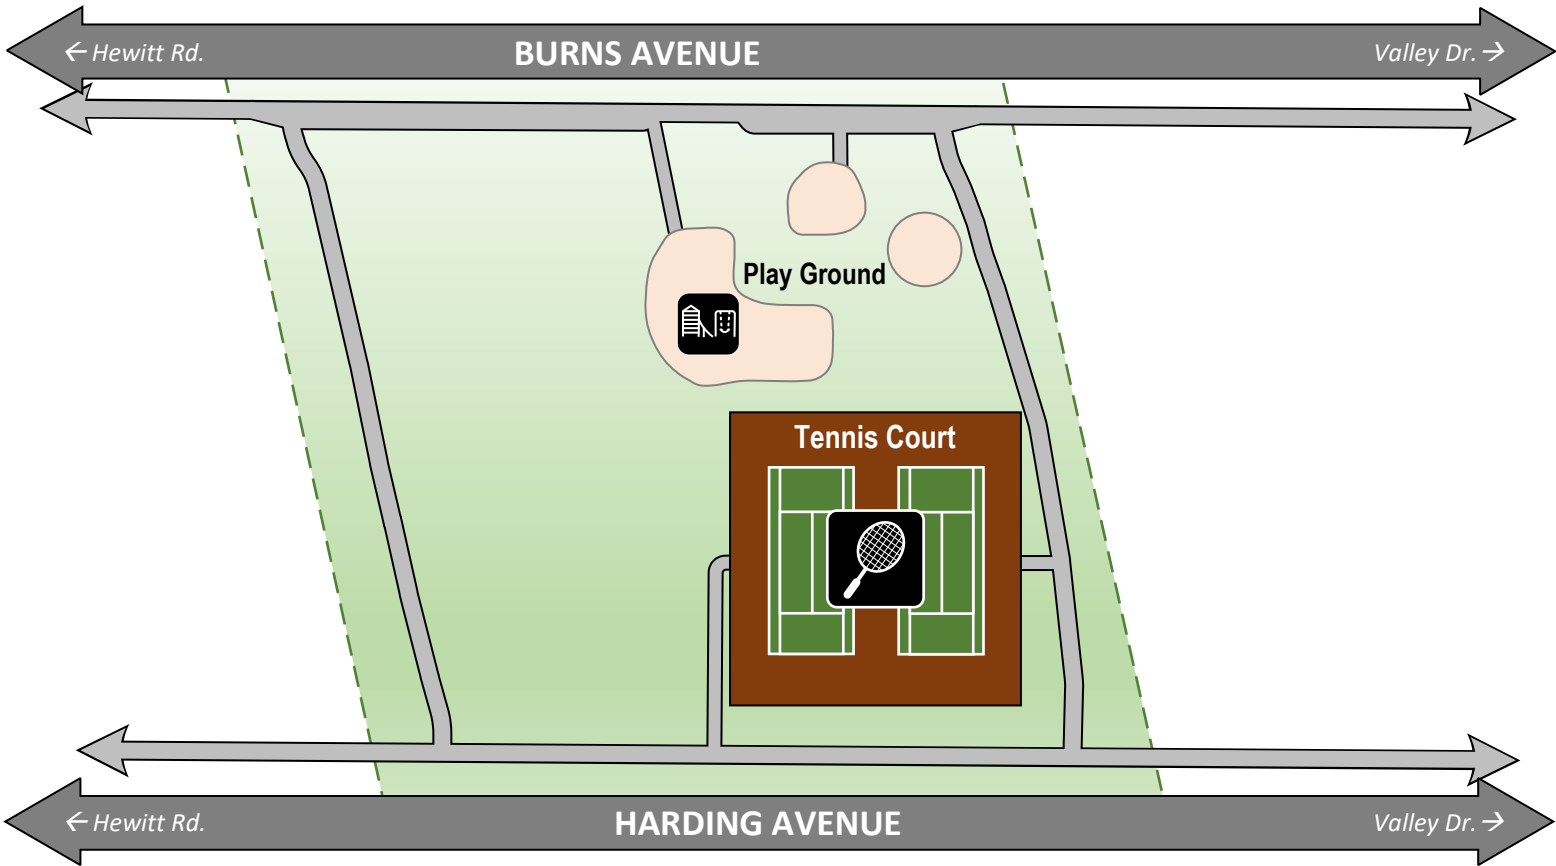 ← Hewitt Rd.
BURNS AVENUE
Valley Dr. →
Play Ground
Tennis Court
← Hewitt Rd.
HARDING AVENUE
Valley Dr. →